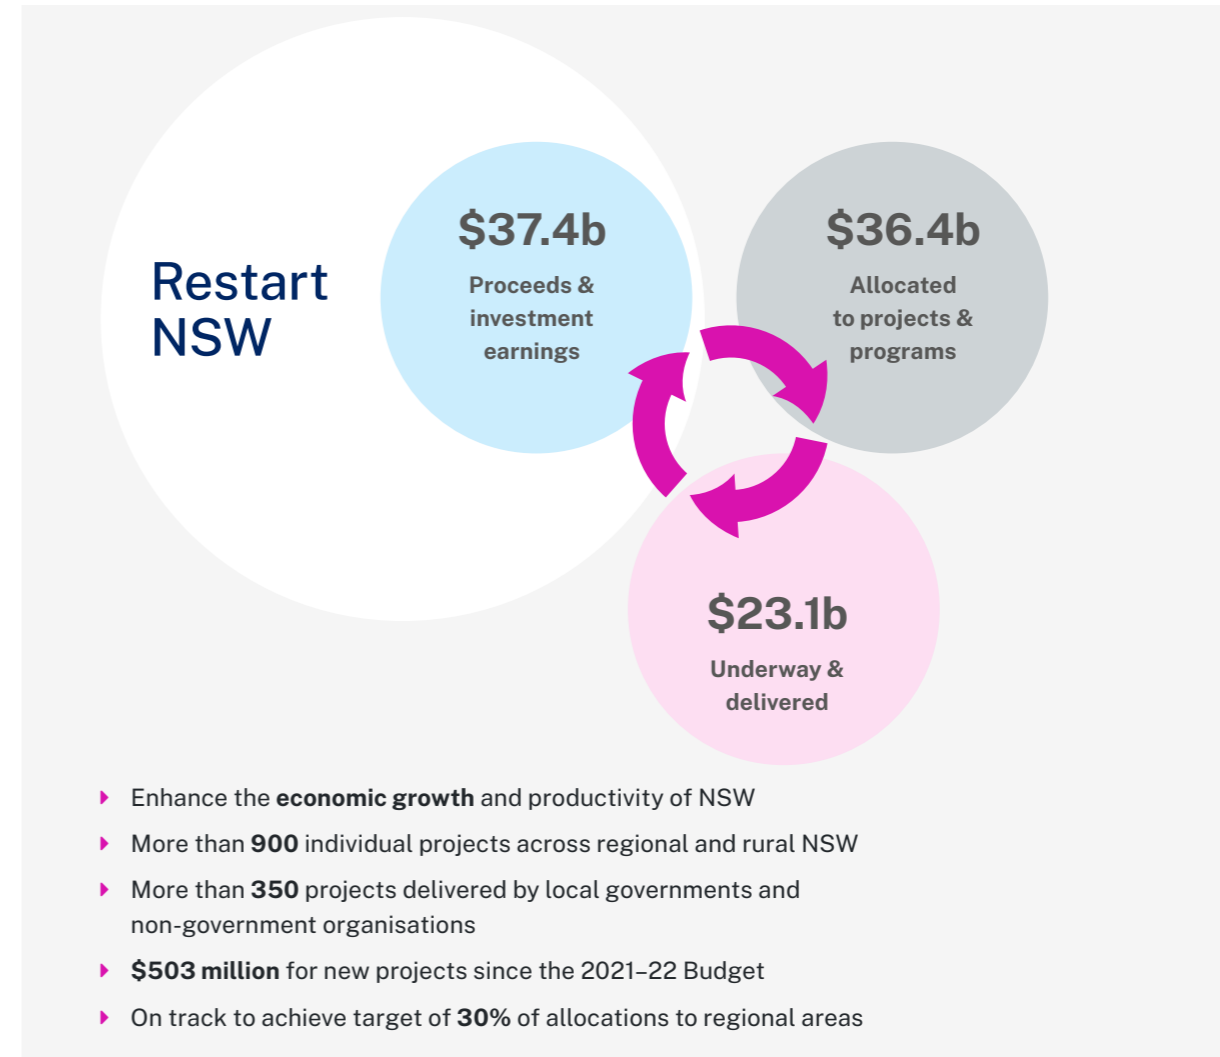 Restart
NSW
$37.4b
Proceeds &
investment
earnings
$36.4b
Allocated
to projects &
programs
$23.1b
Underway &
delivered
Enhance the economic growth and productivity of NSW
More than 900 individual projects across regional and rural NSW
More than 350 projects delivered by local governments and
non-government organisations
$503 million for new projects since the 2021–22 Budget
On track to achieve target of 30% of allocations to regional areas